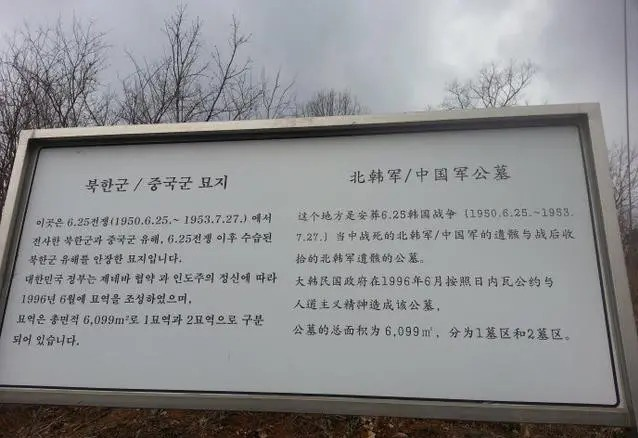 북한군 / 중국군 묘지
이곳은 6.25전쟁(1950.6.25.~ 1953.7.27.) 에서
전사한 북한군과 중국군 유해, 6.25전쟁 이후 수습된
북한군 유해를 안장한 묘지입니다.
대한민국 정부는 제네바 협약 과 인도주의 정신에 따라
1996년 6월에 묘역을 조성하였으며,
묘역은 총면적 6,099m²로 1묘역과 2묘역으로 구분
되어 있습니다.
北韩军/中国军公墓
这个地方是安葬6.25韩国战争 (1950.6.25.~1953.
7.27.) 当中战死的北韩军/中国军的遗骸与战后收
拾的北韩军遗骸的公墓。
大韩民国政府在1996年6月按照日内瓦公约与
人道主义精神造成该公墓,
公墓的总面积为 6,099㎡, 分为1墓区和2墓区。